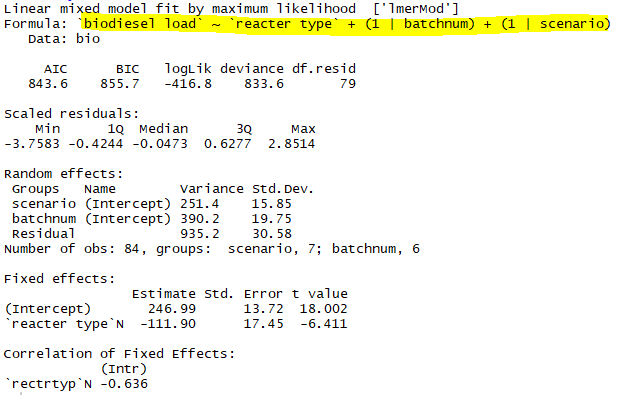 Linear mixed model fit by maximum likelihood  ['lmerMod']
Formula: `biodiesel load` ~ `reacter type` + (1 | batchnum) + (1 | scenario)
   Data: bio
     AIC      BIC   logLik deviance df.resid
   843.6    855.7   -416.8    833.6       79
Scaled residuals:
    Min      1Q  Median      3Q     Max
-3.7583 -0.4244 -0.0473  0.6277  2.8514
Random effects:
 Groups   Name        Variance Std.Dev.
 scenario (Intercept) 251.4    15.85
 batchnum (Intercept) 390.2    19.75
 Residual             935.2    30.58
Number of obs: 84, groups:  scenario, 7; batchnum, 6
Fixed effects:
                Estimate Std. Error t value
(Intercept)       246.99      13.72  18.002
`reacter type`N  -111.90      17.45  -6.411
Correlation of Fixed Effects:
            (Intr)
`rectrtyp`N -0.636